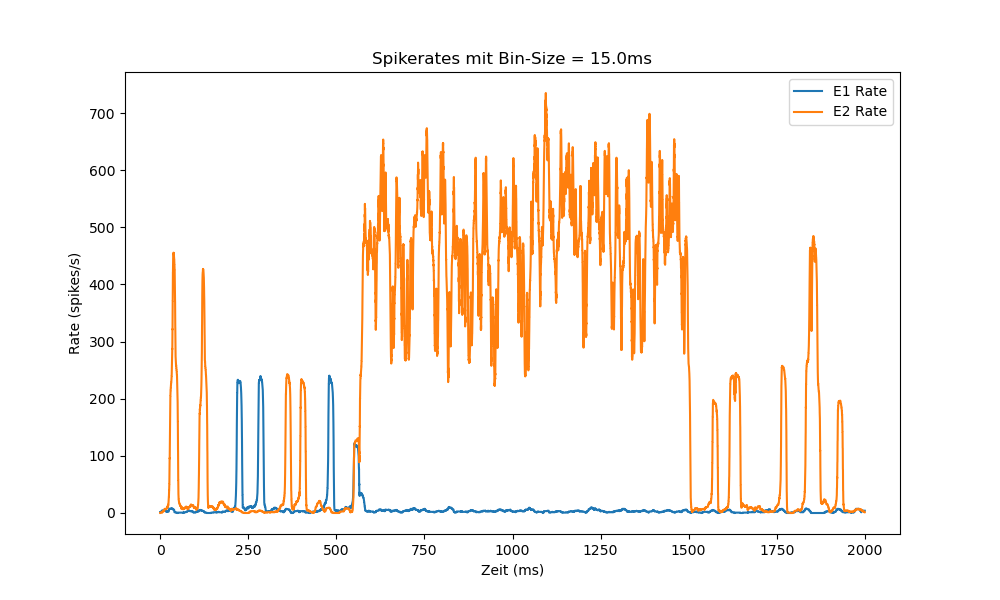 Spikerates mit Bin-Size = 15.0ms
E1 Rate
E2 Rate
700
600
500
400
300
200
100
0
Rate (spikes/s)
0 250 500 750 1000 1250 1500 1750 2000
Zeit (ms)